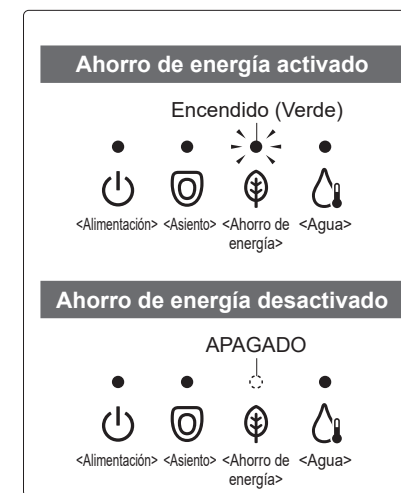 Ahorro de energía activado
Encendido (Verde)
<Alimentación> <Asiento> <Ahorro de energía> <Agua>
Ahorro de energía desactivado
APAGADO
<Alimentación> <Asiento> <Ahorro de energía> <Agua>